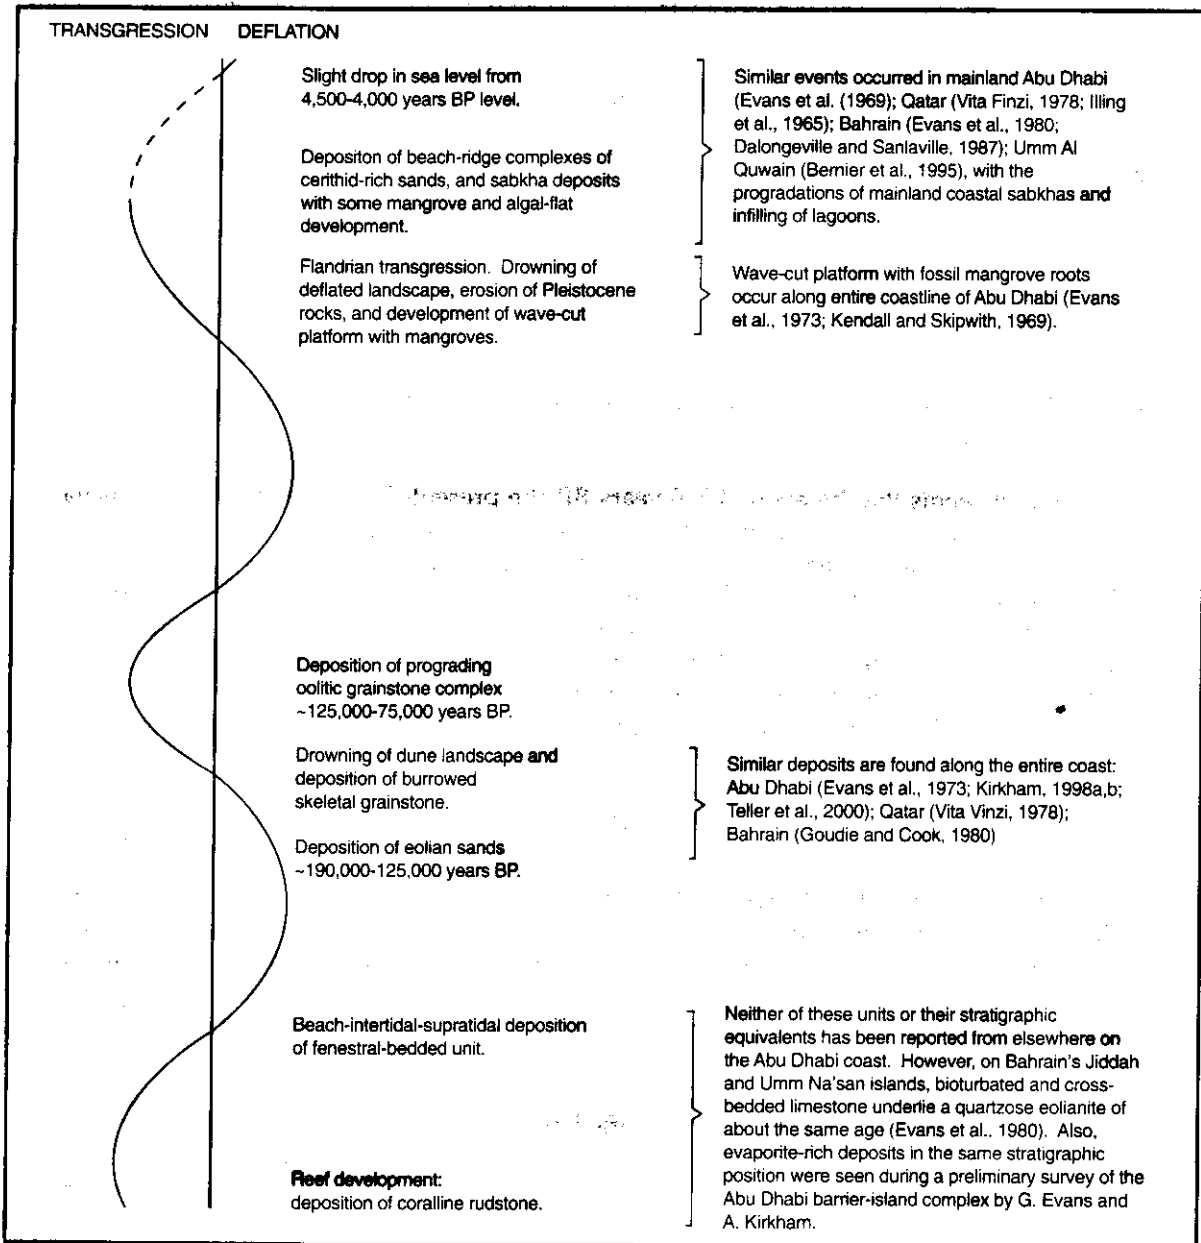 TRANSGRESSION DEFLATION
Slight drop in sea level from
4,500-4,000 years BP level.
Depositon of beach-ridge complexes of
cerithid-rich sands, and sabkha deposits
with some mangrove and algal-flat
development.
Similar events occurred in mainland Abu Dhabi
(Evans et al. (1969); Qatar (Vita Finzi, 1978; Illing
et al., 1965); Bahrain (Evans et al., 1980;
Dalongeville and Sanlaville, 1987); Umm Al
Quwain (Bernier et al., 1995), with the
progradations of mainland coastal sabkhas and
infilling of lagoons.
Flandrian transgression. Drowning of
deflated landscape, erosion of Pleistocene
rocks, and development of wave-cut
platform with mangroves.
Wave-cut platform with fossil mangrove roots
occur along entire coastline of Abu Dhabi (Evans
et al., 1973; Kendall and Skipwith, 1969).
Deposition of prograding
oolitic grainstone complex
~125,000-75,000 years BP.
Drowning of dune landscape and
deposition of burrowed
skeletal grainstone.
Deposition of eolian sands
~190,000-125,000 years BP.
Similar deposits are found along the entire coast:
Abu Dhabi (Evans et al., 1973; Kirkham, 1998a,b;
Teller et al., 2000); Qatar (Vita Vinzi, 1978);
Bahrain (Goudie and Cook, 1980)
Beach-intertidal-supratidal deposition
of fenestral-bedded unit.
Reef development:
deposition of coralline rudstone.
Neither of these units or their stratigraphic
equivalents has been reported from elsewhere on
the Abu Dhabi coast. However, on Bahrain's Jiddah
and Umm Na'san islands, bioturbated and cross-
bedded limestone underlie a quartzose eolianite of
about the same age (Evans et al.. 1980). Also,
evaporite-rich deposits in the same stratigraphic
position were seen during a preliminary survey of the
Abu Dhabi barrier-island complex by G. Evans and
A. Kirkham.